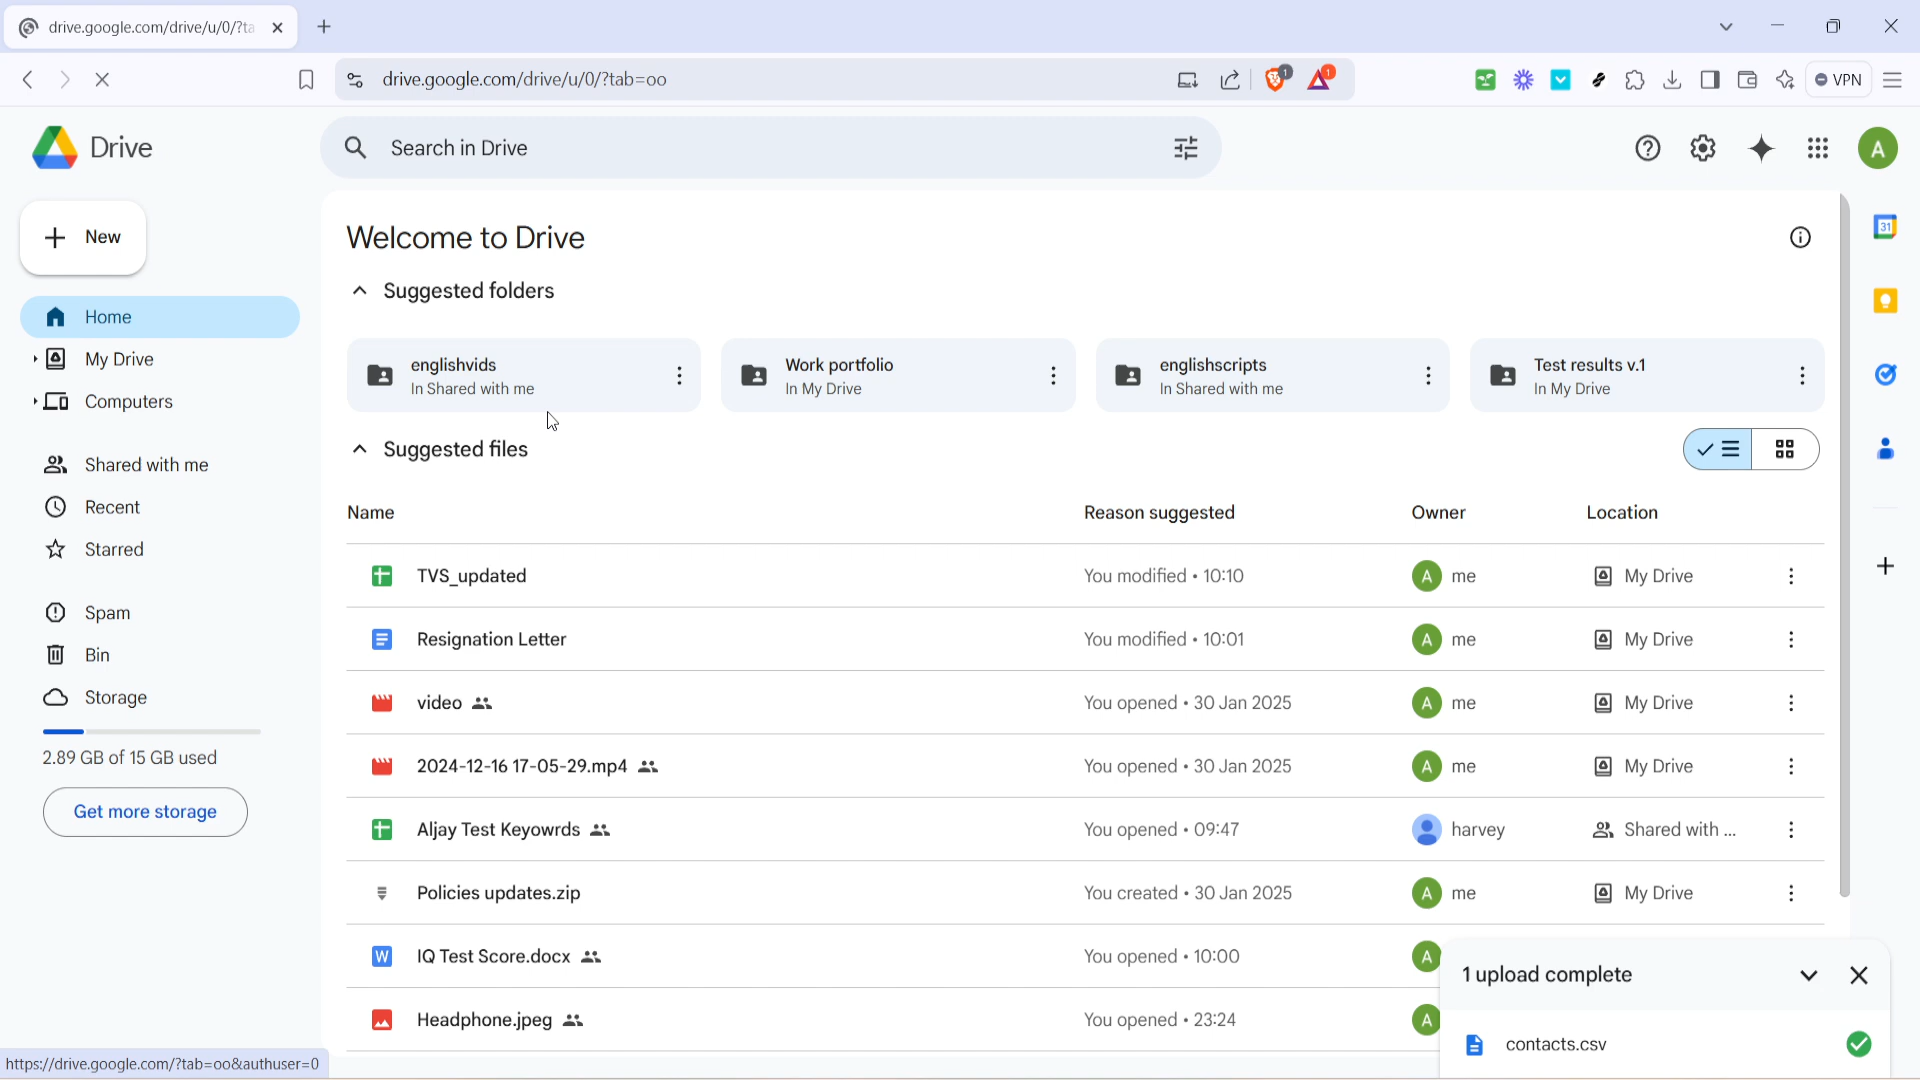 drive.google.com/drive/u/0/?ta
drive.google.com/drive/u/0/?tab=oo
1
1
VPN
Drive
Search in Drive
A
New
Home
My Drive
Computers
Shared with me
Recent
Starred
Spam
Bin
Storage
2.89 GB of 15 GB used
Get more storage
Welcome to Drive
Suggested folders
englishvids
In Shared with me
Work portfolio
In My Drive
englishscripts
In Shared with me
Test results v.1
In My Drive
Suggested files
Name Reason suggested Owner Location
TVS_updated You modified • 10:10 A me My Drive
Resignation Letter You modified • 10:01 A me My Drive
video You opened • 30 Jan 2025 A me My Drive
2024-12-16 17-05-29.mp4 You opened • 30 Jan 2025 A me My Drive
Aljay Test Keyowrds You opened • 09:47 harvey Shared with ...
Policies updates.zip You created • 30 Jan 2025 A me My Drive
W IQ Test Score.docx You opened • 10:00 A
Headphone.jpeg You opened • 23:24 A
31
1 upload complete
contacts.csv
https://drive.google.com/?tab=oo&authuser=0